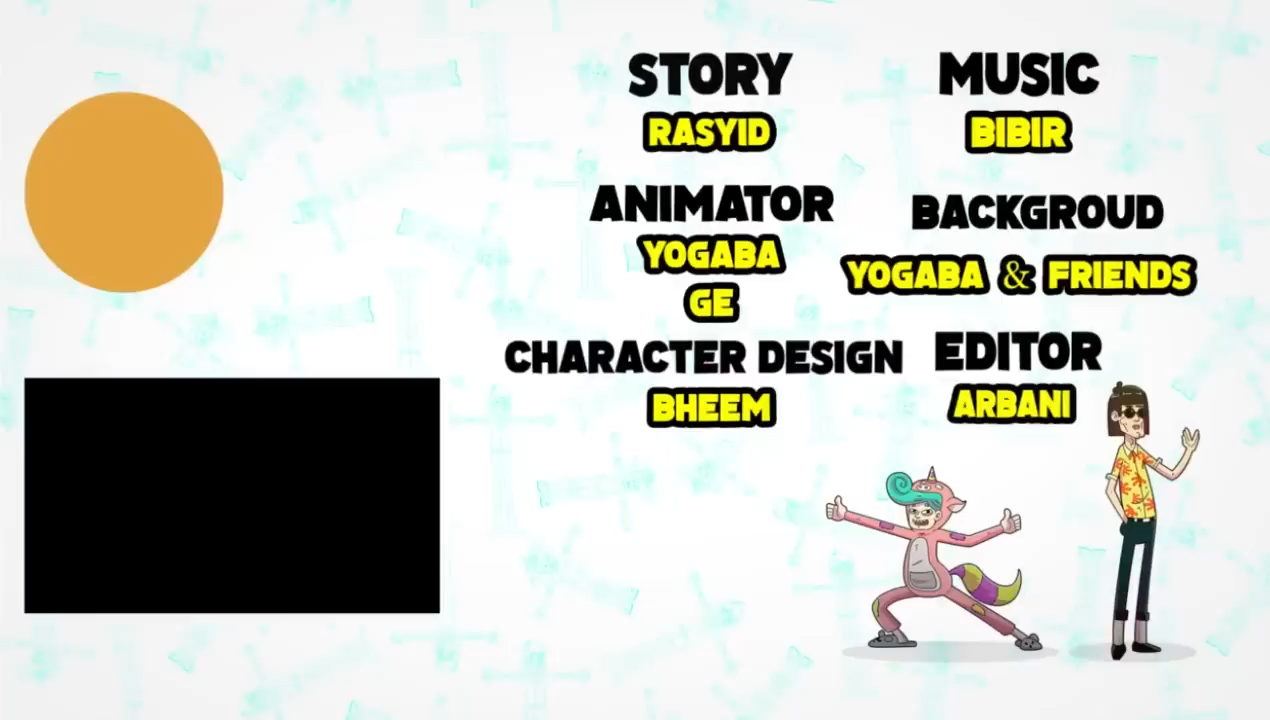 STORY
RASYID
MUSIC
BIBIR
ANIMATOR
YOGABA
GE
BACKGROUD
YOGABA & FRIENDS
CHARACTER DESIGN
BHEEM
EDITOR
ARBANI